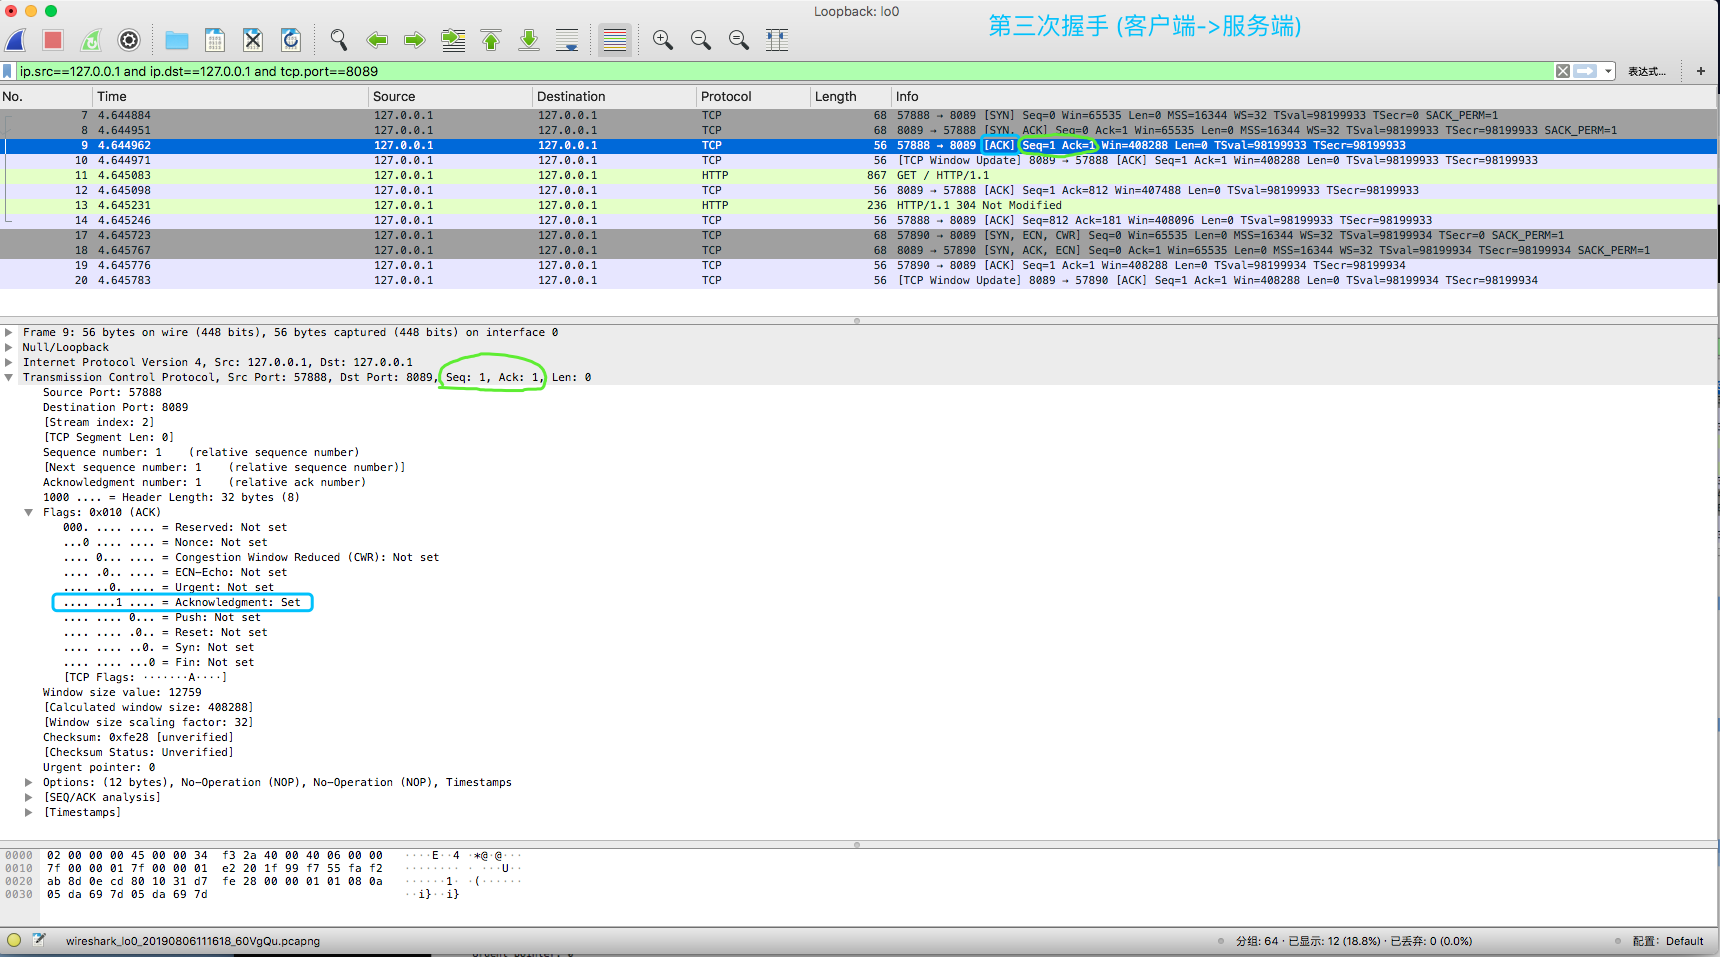 Loopback: lo0
第三次握手 (客户端->服务端)
ip.src==127.0.0.1 and ip.dst==127.0.0.1 and tcp.port==8089 表达式… +
No. Time Source Destination Protocol Length Info
7 4.644884 127.0.0.1 127.0.0.1 TCP 68 57888 → 8089 [SYN] Seq=0 Win=65535 Len=0 MSS=16344 WS=32 TSval=98199933 TSecr=0 SACK_PERM=1
8 4.644951 127.0.0.1 127.0.0.1 TCP 68 8089 → 57888 [SYN, ACK] Seq=0 Ack=1 Win=65535 Len=0 MSS=16344 WS=32 TSval=98199933 TSecr=98199933 SACK_PERM=1
9 4.644962 127.0.0.1 127.0.0.1 TCP 56 57888 → 8089 [ACK] Seq=1 Ack=1 Win=408288 Len=0 TSval=98199933 TSecr=98199933
10 4.644971 127.0.0.1 127.0.0.1 TCP 56 [TCP Window Update] 8089 → 57888 [ACK] Seq=1 Ack=1 Win=408288 Len=0 TSval=98199933 TSecr=98199933
11 4.645083 127.0.0.1 127.0.0.1 HTTP 867 GET / HTTP/1.1
12 4.645098 127.0.0.1 127.0.0.1 TCP 56 8089 → 57888 [ACK] Seq=1 Ack=812 Win=407488 Len=0 TSval=98199933 TSecr=98199933
13 4.645231 127.0.0.1 127.0.0.1 HTTP 236 HTTP/1.1 304 Not Modified
14 4.645246 127.0.0.1 127.0.0.1 TCP 56 57888 → 8089 [ACK] Seq=812 Ack=181 Win=408096 Len=0 TSval=98199933 TSecr=98199933
17 4.645723 127.0.0.1 127.0.0.1 TCP 68 57890 → 8089 [SYN, ECN, CWR] Seq=0 Win=65535 Len=0 MSS=16344 WS=32 TSval=98199934 TSecr=0 SACK_PERM=1
18 4.645767 127.0.0.1 127.0.0.1 TCP 68 8089 → 57890 [SYN, ACK, ECN] Seq=0 Ack=1 Win=65535 Len=0 MSS=16344 WS=32 TSval=98199934 TSecr=98199934 SACK_PERM=1
19 4.645776 127.0.0.1 127.0.0.1 TCP 56 57890 → 8089 [ACK] Seq=1 Ack=1 Win=408288 Len=0 TSval=98199934 TSecr=98199934
20 4.645783 127.0.0.1 127.0.0.1 TCP 56 [TCP Window Update] 8089 → 57890 [ACK] Seq=1 Ack=1 Win=408288 Len=0 TSval=98199934 TSecr=98199934
Frame 9: 56 bytes on wire (448 bits), 56 bytes captured (448 bits) on interface 0
Null/Loopback
Internet Protocol Version 4, Src: 127.0.0.1, Dst: 127.0.0.1
Transmission Control Protocol, Src Port: 57888, Dst Port: 8089, Seq: 1, Ack: 1, Len: 0
Source Port: 57888
Destination Port: 8089
[Stream index: 2]
[TCP Segment Len: 0]
Sequence number: 1 (relative sequence number)
[Next sequence number: 1 (relative sequence number)]
Acknowledgment number: 1 (relative ack number)
1000 .... = Header Length: 32 bytes (8)
Flags: 0x010 (ACK)
000. .... .... = Reserved: Not set
...0 .... .... = Nonce: Not set
.... 0... .... = Congestion Window Reduced (CWR): Not set
.... .0.. .... = ECN-Echo: Not set
.... ..0. .... = Urgent: Not set
.... ...1 .... = Acknowledgment: Set
.... .... 0... = Push: Not set
.... .... .0.. = Reset: Not set
.... .... ..0. = Syn: Not set
.... .... ...0 = Fin: Not set
[TCP Flags: ·······A····]
Window size value: 12759
[Calculated window size: 408288]
[Window size scaling factor: 32]
Checksum: 0xfe28 [unverified]
[Checksum Status: Unverified]
Urgent pointer: 0
Options: (12 bytes), No-Operation (NOP), No-Operation (NOP), Timestamps
[SEQ/ACK analysis]
[Timestamps]
0000 02 00 00 00 45 00 00 34 f3 2a 40 00 40 06 00 00 ····E··4 ·*@·@···
0010 7f 00 00 01 7f 00 00 01 e2 20 1f 99 f7 55 fa f2 ········ · ···U··
0020 ab 8d 0e cd 80 10 31 d7 fe 28 00 00 01 01 08 0a ······1· ·(······
0030 05 da 69 7d 05 da 69 7d ··i}··i}
wireshark_lo0_20190806111618_60VgQu.pcapng 分组: 64 · 已显示: 12 (18.8%) · 已丢弃: 0 (0.0%) 配置: Default